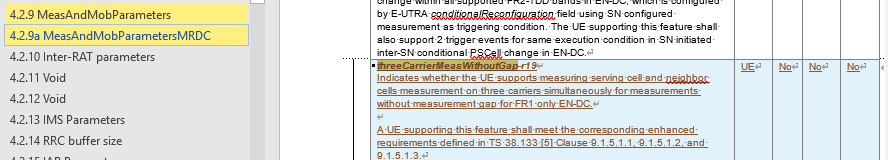 4.2.9 MeasAndMobParameters
4.2.9a MeasAndMobParametersMRDC
4.2.10 Inter-RAT parameters
4.2.11 Void
4.2.12 Void
4.2.13 IMS Parameters
4.2.14 RRC buffer size
4.2.15 IAB Parameters
change within all supported FR2-TDD bands in EN-DC, which is configured
by E-UTRA conditionalReconfiguration field using SN configured
measurement as triggering condition. The UE supporting this feature shall
also support 2 trigger events for same execution condition in SN initiated
inter-SN conditional PSCell change in EN-DC.
threeCarrierMeasWithoutGap-r19
Indicates whether the UE supports measuring serving cell and neighbor
cells measurement on three carriers simultaneously for measurements
without measurement gap for FR1 only EN-DC.
A UE supporting this feature shall meet the corresponding enhanced
requirements defined in TS 38.133 [5] Clause 9.1.5.1.1, 9.1.5.1.2, and
9.1.5.1.3.
UE No No No